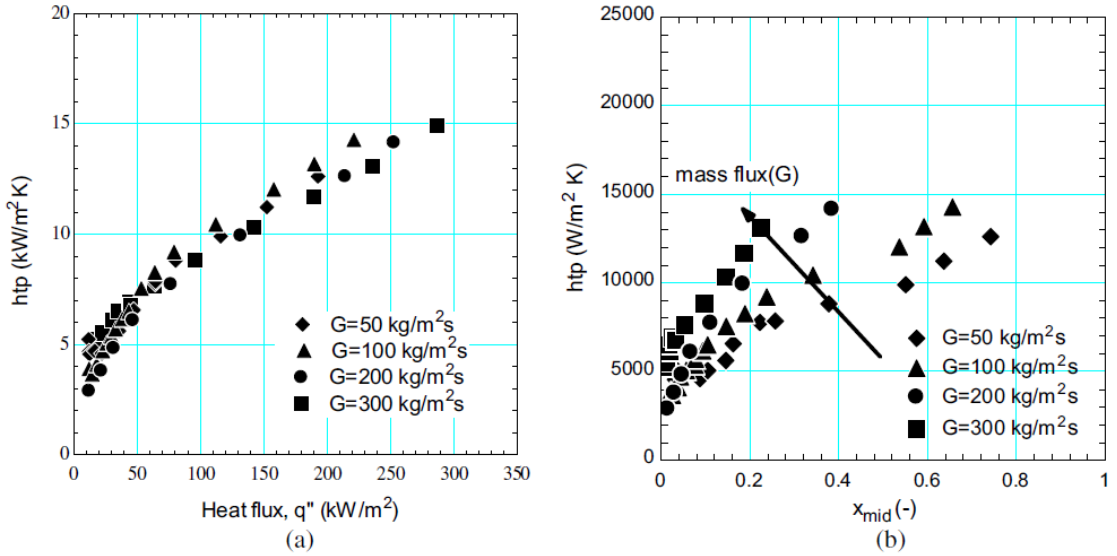 20
15
10
5
0
htp (kW/m² K)
G=50 kg/m²s
G=100 kg/m²s
G=200 kg/m²s
G=300 kg/m²s
0 50 100 150 200 250 300 350
Heat flux, q" (kW/m²)
(a)
25000
20000
15000
10000
5000
0
htp (W/m² K)
mass flux(G)
G=50 kg/m²s
G=100 kg/m²s
G=200 kg/m²s
G=300 kg/m²s
0 0.2 0.4 0.6 0.8 1
xmid (-)
(b)